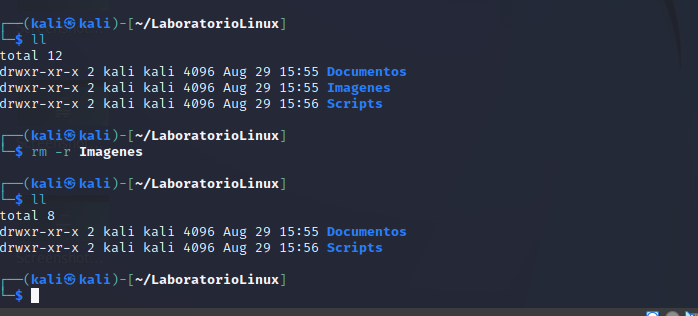 ┌──(kali㉿kali)-[~/LaboratorioLinux]
└─$ ll
total 12
drwxr-xr-x 2 kali kali 4096 Aug 29 15:55 Documentos
drwxr-xr-x 2 kali kali 4096 Aug 29 15:55 Imagenes
drwxr-xr-x 2 kali kali 4096 Aug 29 15:56 Scripts
┌──(kali㉿kali)-[~/LaboratorioLinux]
└─$ rm -r Imagenes
┌──(kali㉿kali)-[~/LaboratorioLinux]
└─$ ll
total 8
drwxr-xr-x 2 kali kali 4096 Aug 29 15:55 Documentos
drwxr-xr-x 2 kali kali 4096 Aug 29 15:56 Scripts
Screenshot...
┌──(kali㉿kali)-[~/LaboratorioLinux]
└─$